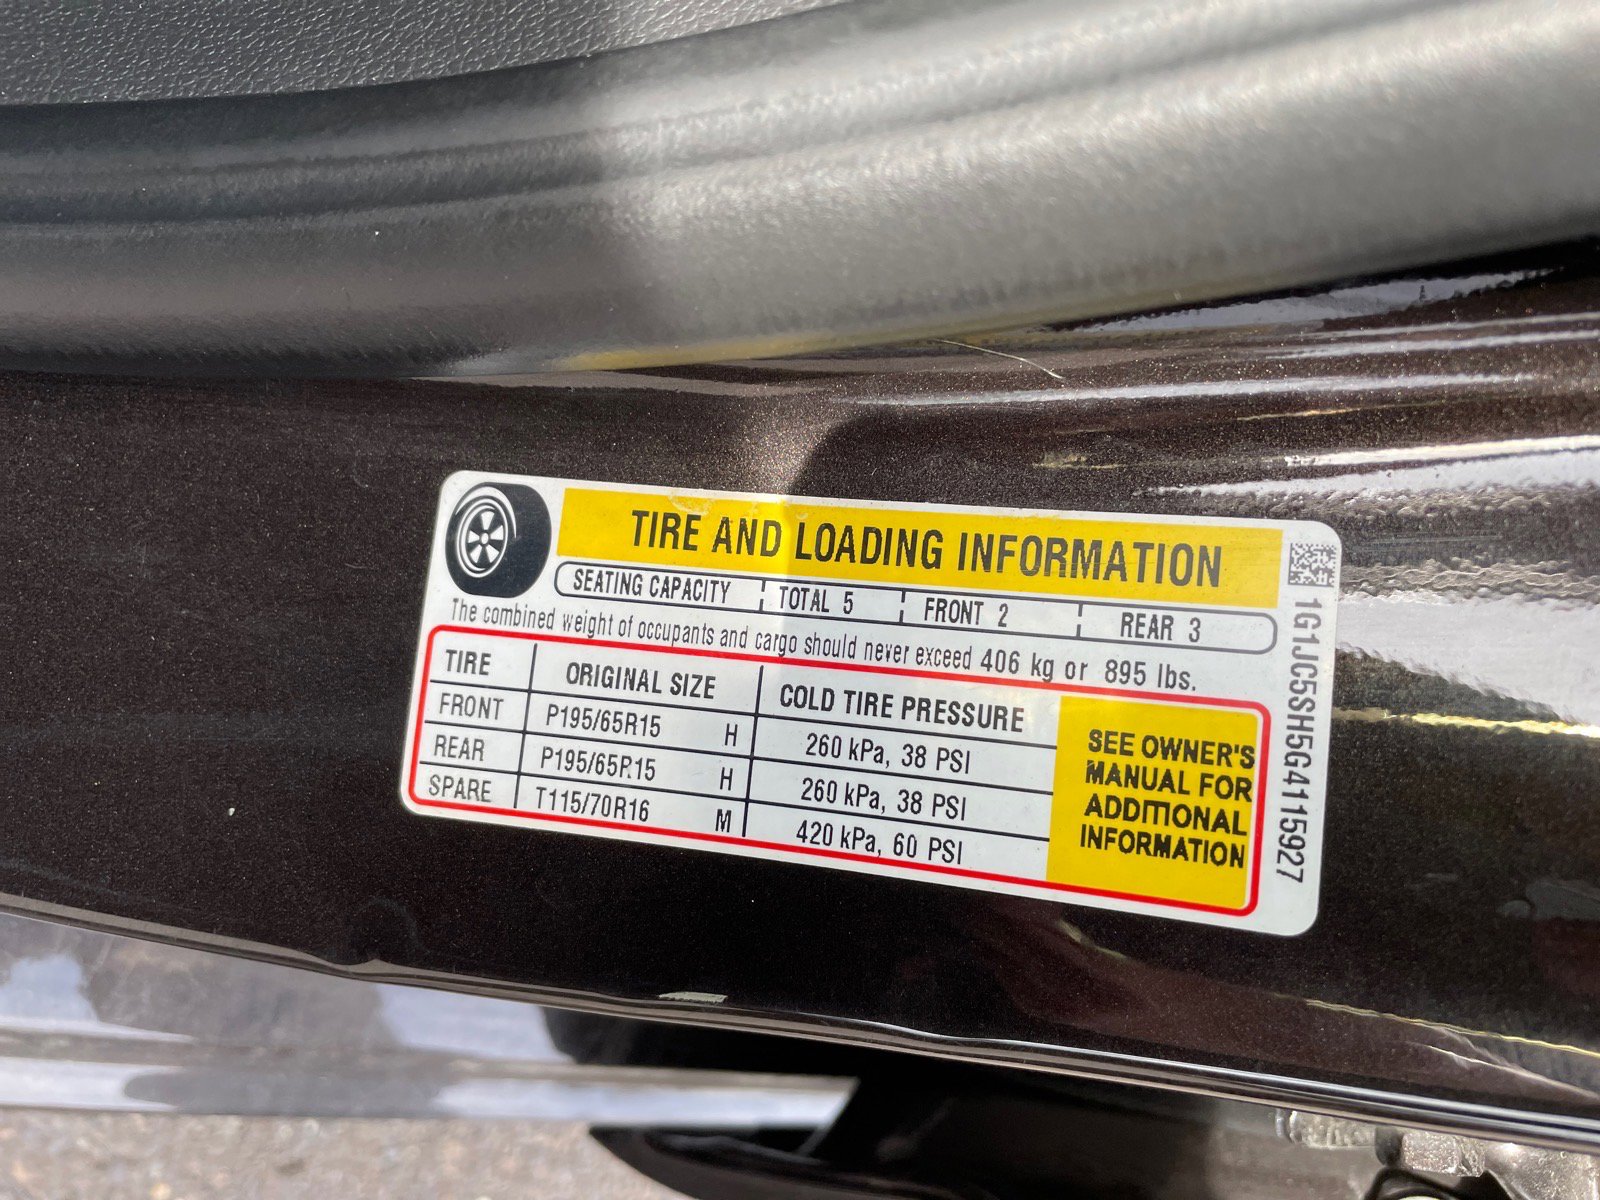 TIRE AND LOADING INFORMATION
SEATING CAPACITY TOTAL 5 FRONT 2 REAR 3
The combined weight of occupants and cargo should never exceed 406 kg or 895 lbs.
TIRE ORIGINAL SIZE COLD TIRE PRESSURE
FRONT P195/65R15 H 260 kPa, 38 PSI
REAR P195/65R15 H 260 kPa, 38 PSI
SPARE T115/70R16 M 420 kPa, 60 PSI
SEE OWNER'S
MANUAL FOR
ADDITIONAL
INFORMATION
1G1JC5SH5G4115927